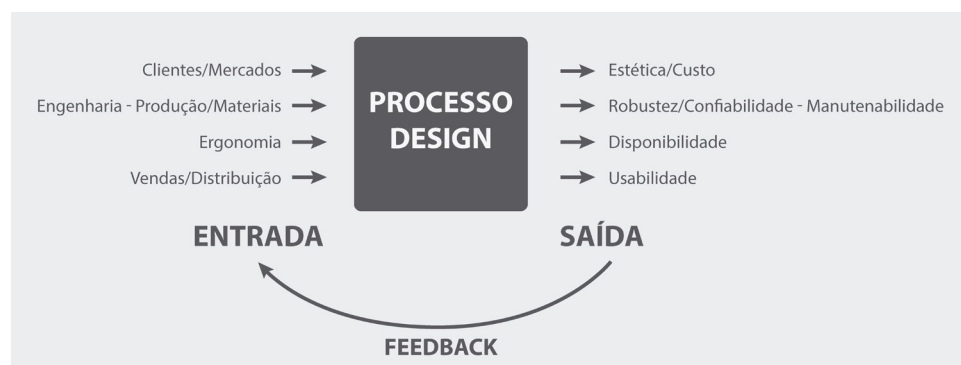 Clientes/Mercados
Engenharia - Produção/Materiais
Ergonomia
Vendas/Distribuição
ENTRADA
PROCESSO
DESIGN
Estética/Custo
Robustez/Confiabilidade - Manutenabilidade
Disponibilidade
Usabilidade
SAÍDA
FEEDBACK